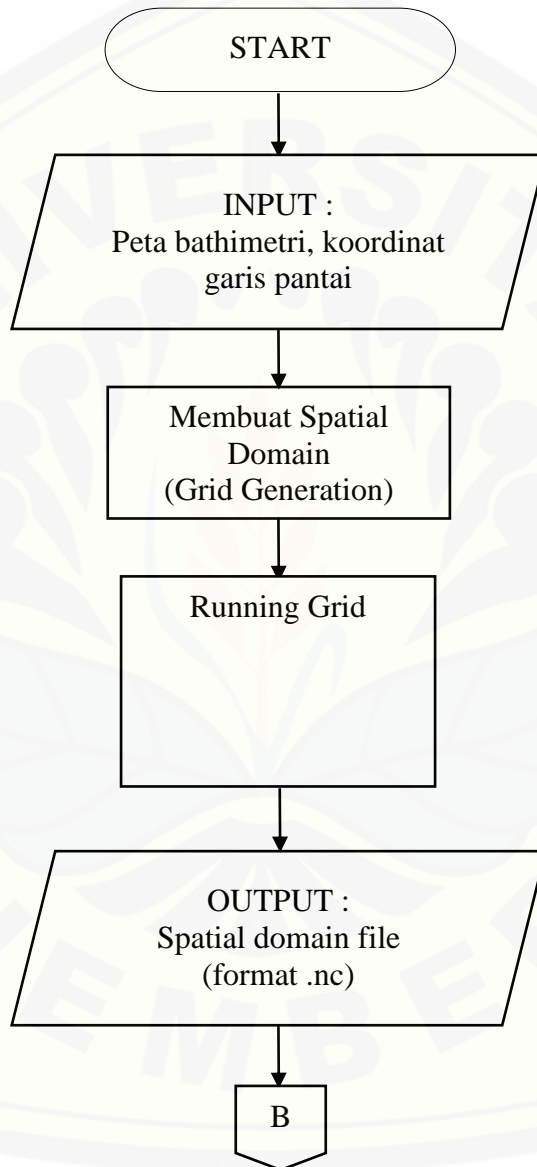 START
INPUT :
Peta bathimetri, koordinat
garis pantai
Membuat Spatial
Domain
(Grid Generation)
Running Grid
OUTPUT :
Spatial domain file
(format .nc)
B